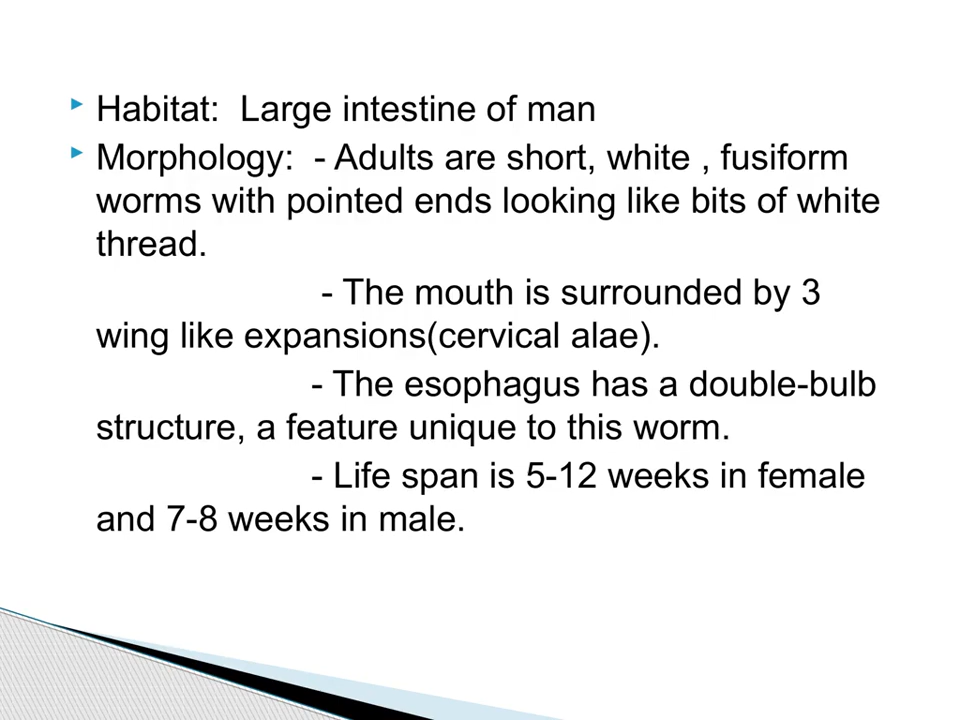 Habitat:  Large intestine of man
Morphology:  - Adults are short, white , fusiform
worms with pointed ends looking like bits of white
thread.
- The mouth is surrounded by 3
wing like expansions(cervical alae).
- The esophagus has a double-bulb
structure, a feature unique to this worm.
- Life span is 5-12 weeks in female
and 7-8 weeks in male.